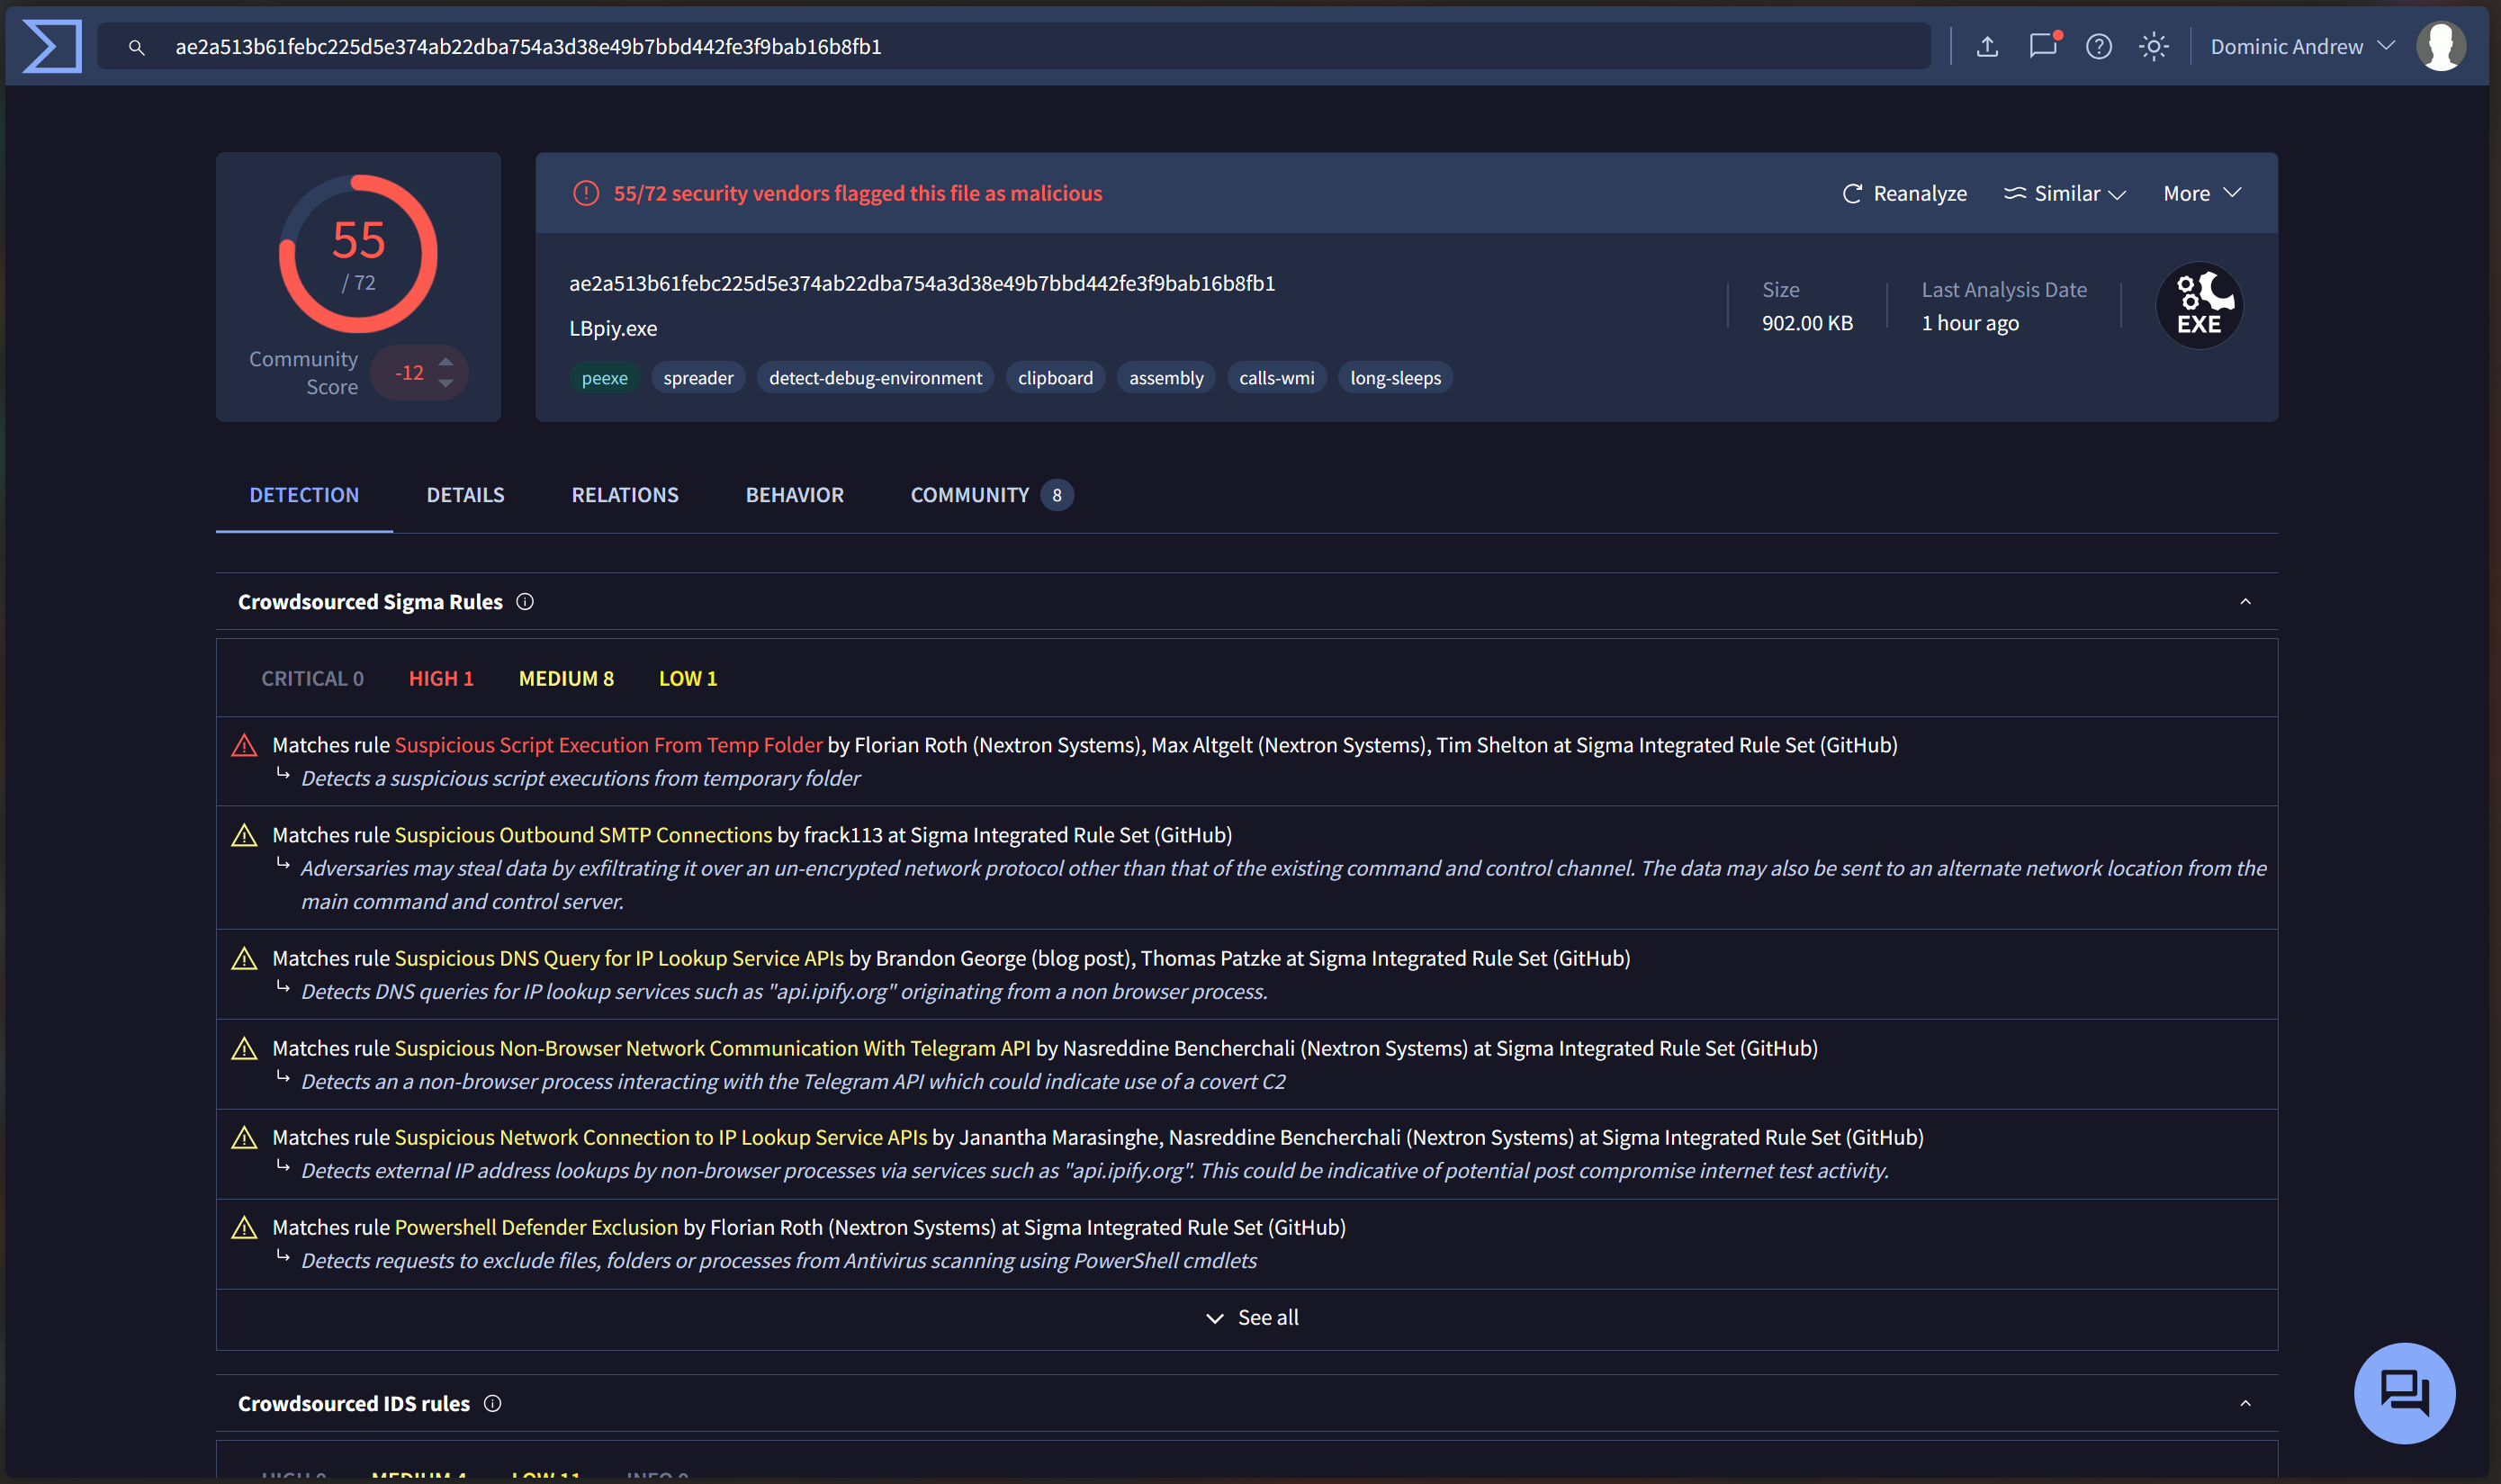 ae2a513b61febc225d5e374ab22dba754a3d38e49b7bbd442fe3f9bab16b8fb1
Dominic Andrew
55
/ 72
Community
Score
-12
55/72 security vendors flagged this file as malicious
Reanalyze
Similar
More
ae2a513b61febc225d5e374ab22dba754a3d38e49b7bbd442fe3f9bab16b8fb1
LBpiy.exe
Size
902.00 KB
Last Analysis Date
1 hour ago
EXE
peexe
spreader
detect-debug-environment
clipboard
assembly
calls-wmi
long-sleeps
DETECTION
DETAILS
RELATIONS
BEHAVIOR
COMMUNITY 8
Crowdsourced Sigma Rules
CRITICAL 0
HIGH 1
MEDIUM 8
LOW 1
Matches rule Suspicious Script Execution From Temp Folder by Florian Roth (Nextron Systems), Max Altgelt (Nextron Systems), Tim Shelton at Sigma Integrated Rule Set (GitHub)
Detects a suspicious script executions from temporary folder
Matches rule Suspicious Outbound SMTP Connections by frack113 at Sigma Integrated Rule Set (GitHub)
Adversaries may steal data by exfiltrating it over an un-encrypted network protocol other than that of the existing command and control channel. The data may also be sent to an alternate network location from the
main command and control server.
Matches rule Suspicious DNS Query for IP Lookup Service APIs by Brandon George (blog post), Thomas Patzke at Sigma Integrated Rule Set (GitHub)
Detects DNS queries for IP lookup services such as "api.ipify.org" originating from a non browser process.
Matches rule Suspicious Non-Browser Network Communication With Telegram API by Nasreddine Bencherchali (Nextron Systems) at Sigma Integrated Rule Set (GitHub)
Detects an a non-browser process interacting with the Telegram API which could indicate use of a covert C2
Matches rule Suspicious Network Connection to IP Lookup Service APIs by Janantha Marasinghe, Nasreddine Bencherchali (Nextron Systems) at Sigma Integrated Rule Set (GitHub)
Detects external IP address lookups by non-browser processes via services such as "api.ipify.org". This could be indicative of potential post compromise internet test activity.
Matches rule Powershell Defender Exclusion by Florian Roth (Nextron Systems) at Sigma Integrated Rule Set (GitHub)
Detects requests to exclude files, folders or processes from Antivirus scanning using PowerShell cmdlets
See all
Crowdsourced IDS rules
HIGH 0
MEDIUM 4
LOW 11
INFO 0